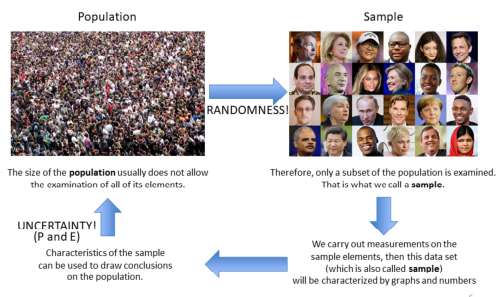 Population
Sample
RANDOMNESS!
The size of the population usually does not allow
the examination of all of its elements.
Therefore, only a subset of the population is examined.
That is what we call a sample.
UNCERTAINTY!
(P and E)
Characteristics of the sample
can be used to draw conclusions
on the population.
We carry out measurements on the
sample elements, then this data set
(which is also called sample)
will be characterized by graphs and numbers